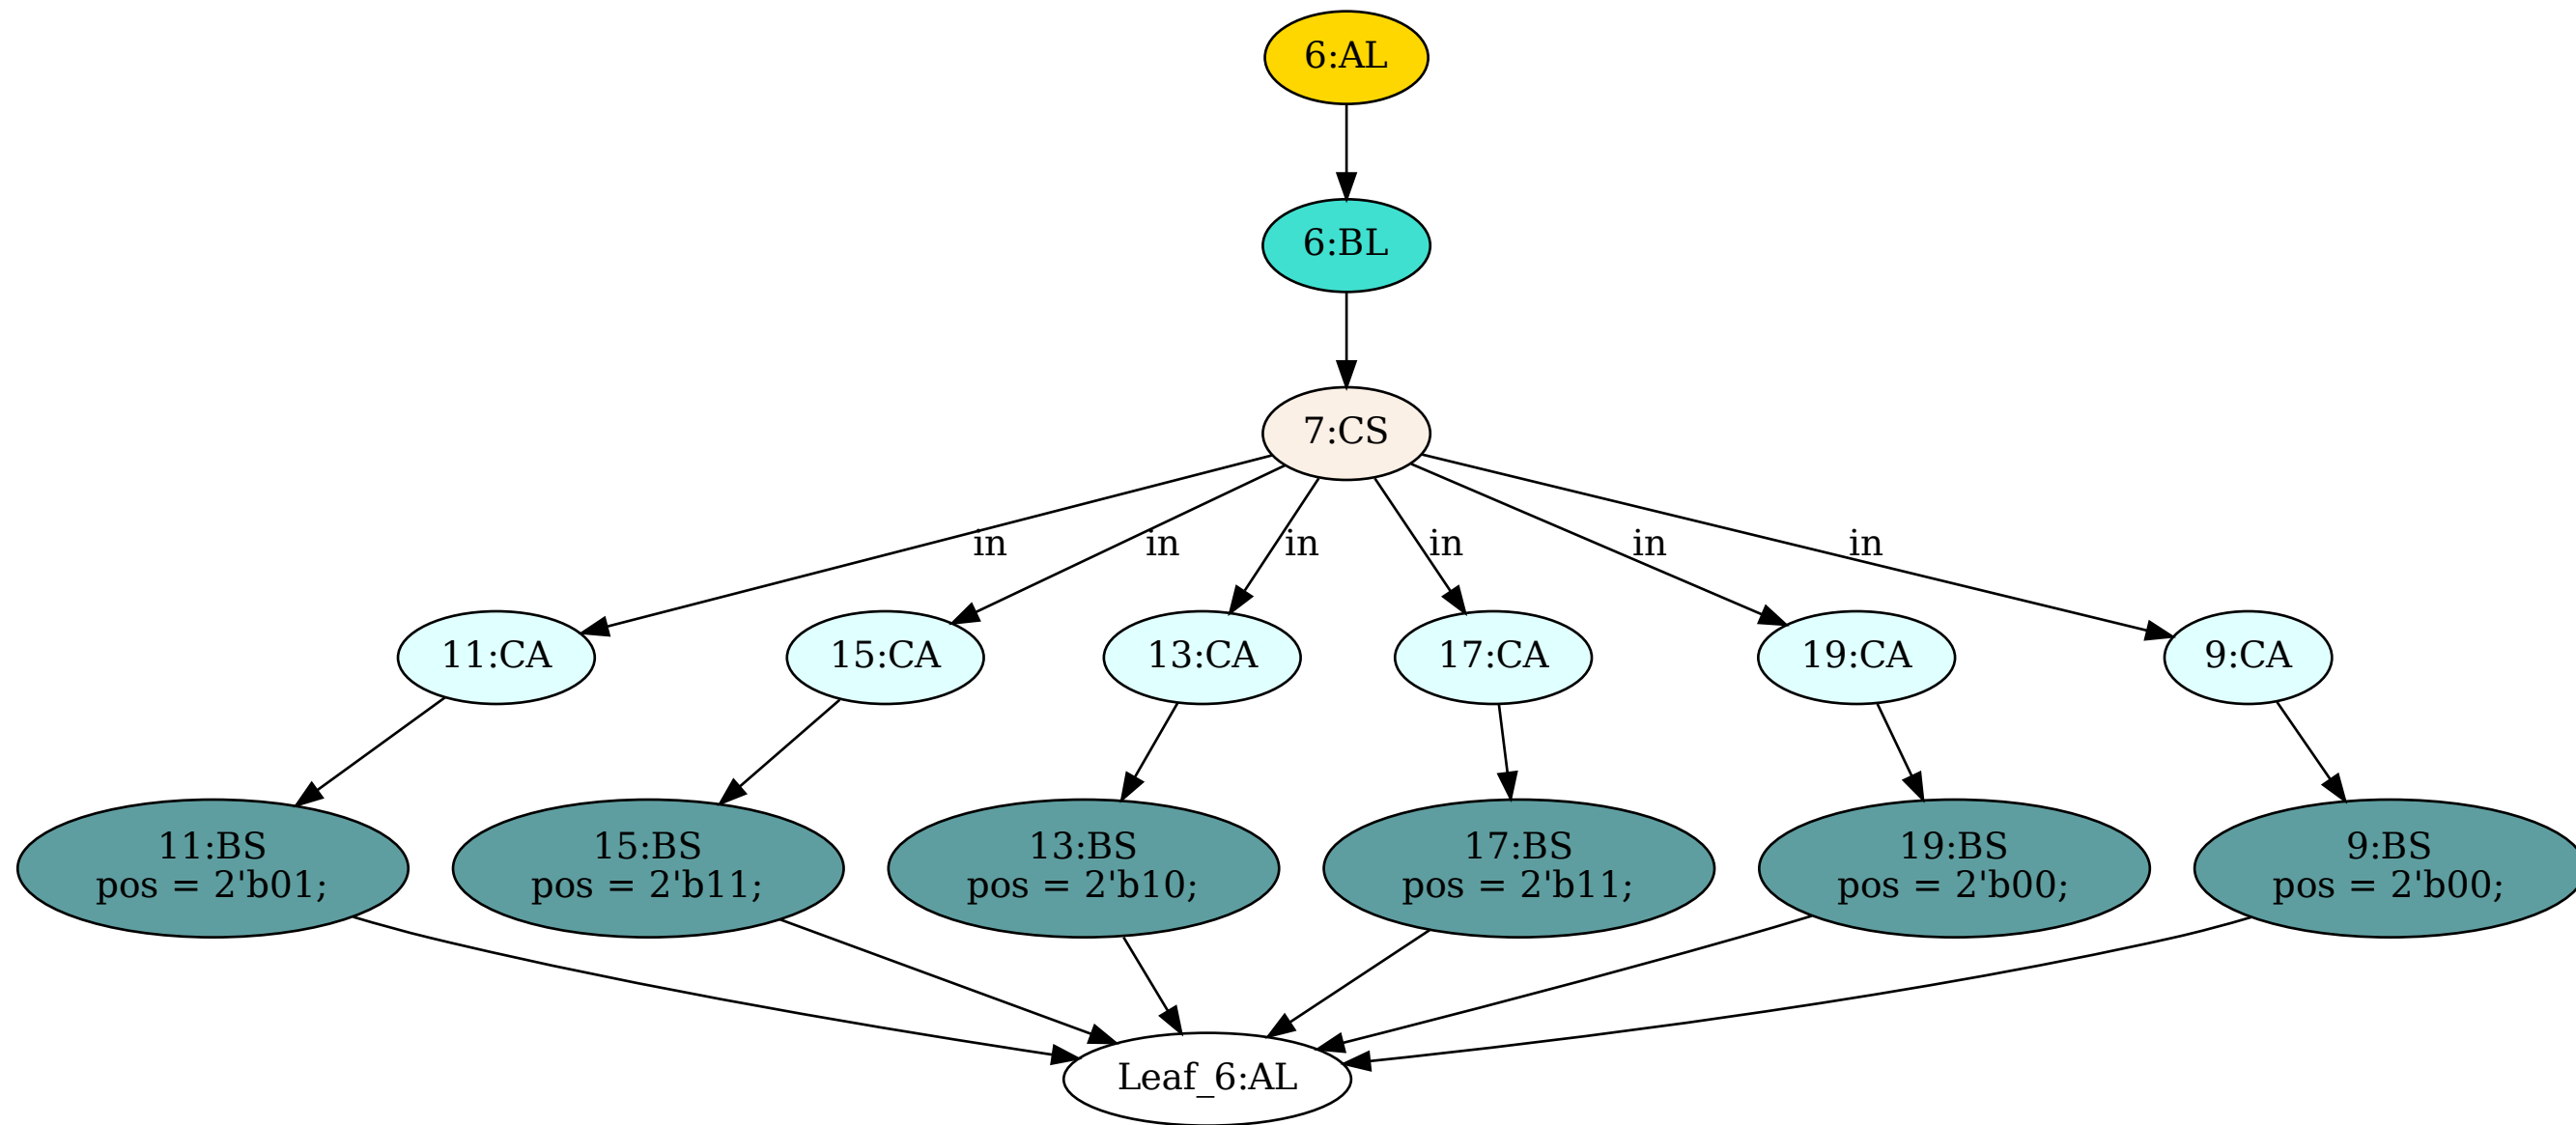 6:AL
6:BL
7:CS
in
in
in
in
in
in
11:CA
15:CA
13:CA
17:CA
19:CA
9:CA
11:BS
pos = 2'b01;
15:BS
pos = 2'b11;
13:BS
pos = 2'b10;
17:BS
pos = 2'b11;
19:BS
pos = 2'b00;
9:BS
pos = 2'b00;
Leaf_6:AL